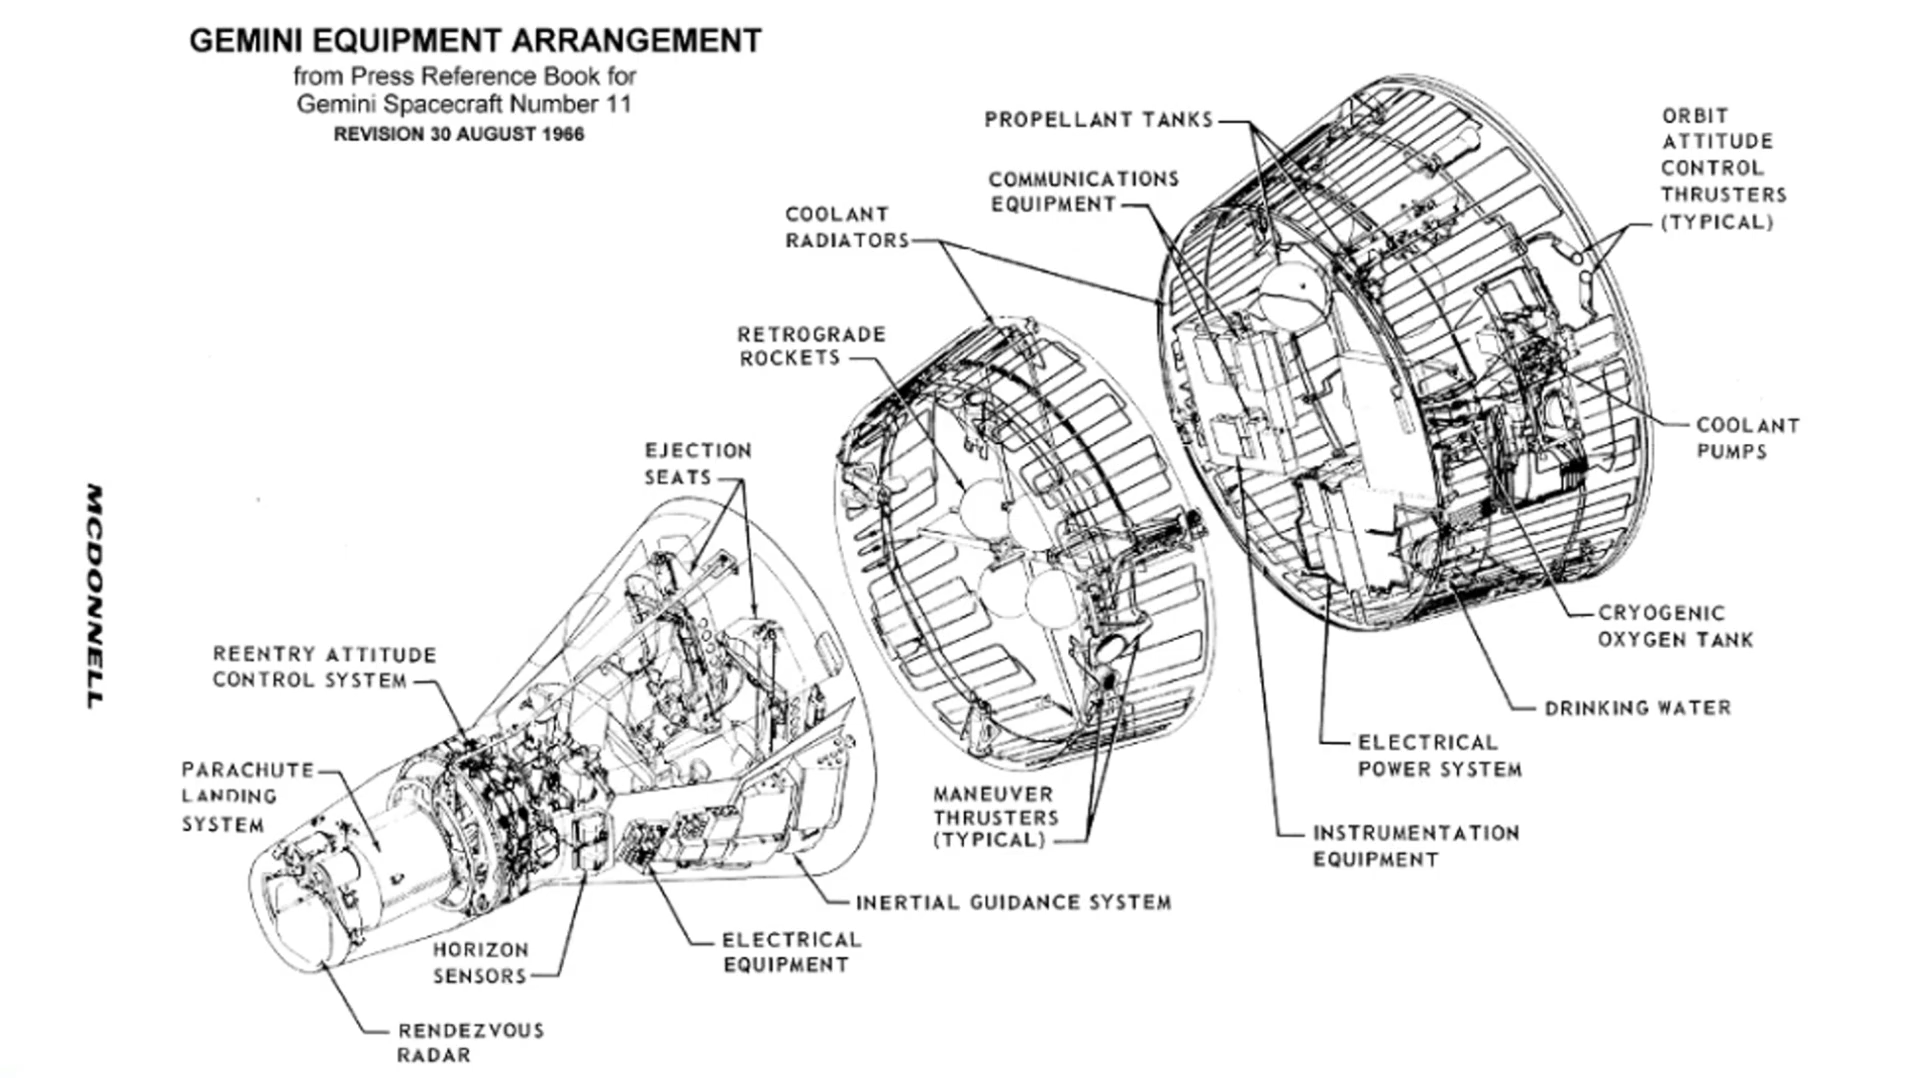 GEMINI EQUIPMENT ARRANGEMENT
from Press Reference Book for
Gemini Spacecraft Number 11
REVISION 30 AUGUST 1966
MCDONNELL
PROPELLANT TANKS
COMMUNICATIONS
EQUIPMENT
COOLANT
RADIATORS
RETROGRADE
ROCKETS
EJECTION
SEATS
REENTRY ATTITUDE
CONTROL SYSTEM
PARACHUTE
LANDING
SYSTEM
ORBIT
ATTITUDE
CONTROL
THRUSTERS
(TYPICAL)
COOLANT
PUMPS
CRYOGENIC
OXYGEN TANK
DRINKING WATER
ELECTRICAL
POWER SYSTEM
INSTRUMENTATION
EQUIPMENT
MANEUVER
THRUSTERS
(TYPICAL)
INERTIAL GUIDANCE SYSTEM
ELECTRICAL
EQUIPMENT
HORIZON
SENSORS
RENDEZVOUS
RADAR